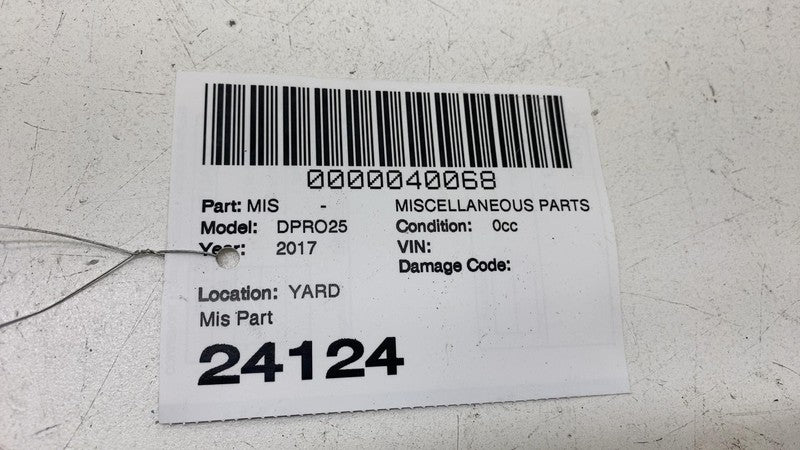 0000040068
Part: MIS - MISCELLANEOUS PARTS
Model: DPRO25 Condition: 0cc
Year: 2017 VIN:
Damage Code:
Location: YARD
Mis Part
24124